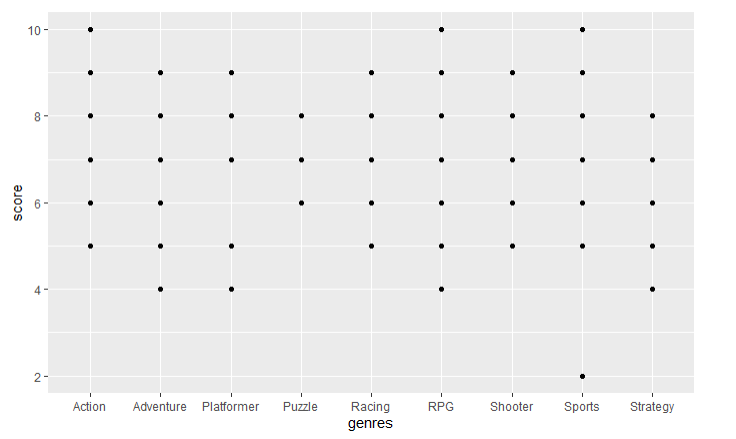 10
8
6
4
2
score
Action Adventure Platformer Puzzle Racing RPG Shooter Sports Strategy
genres